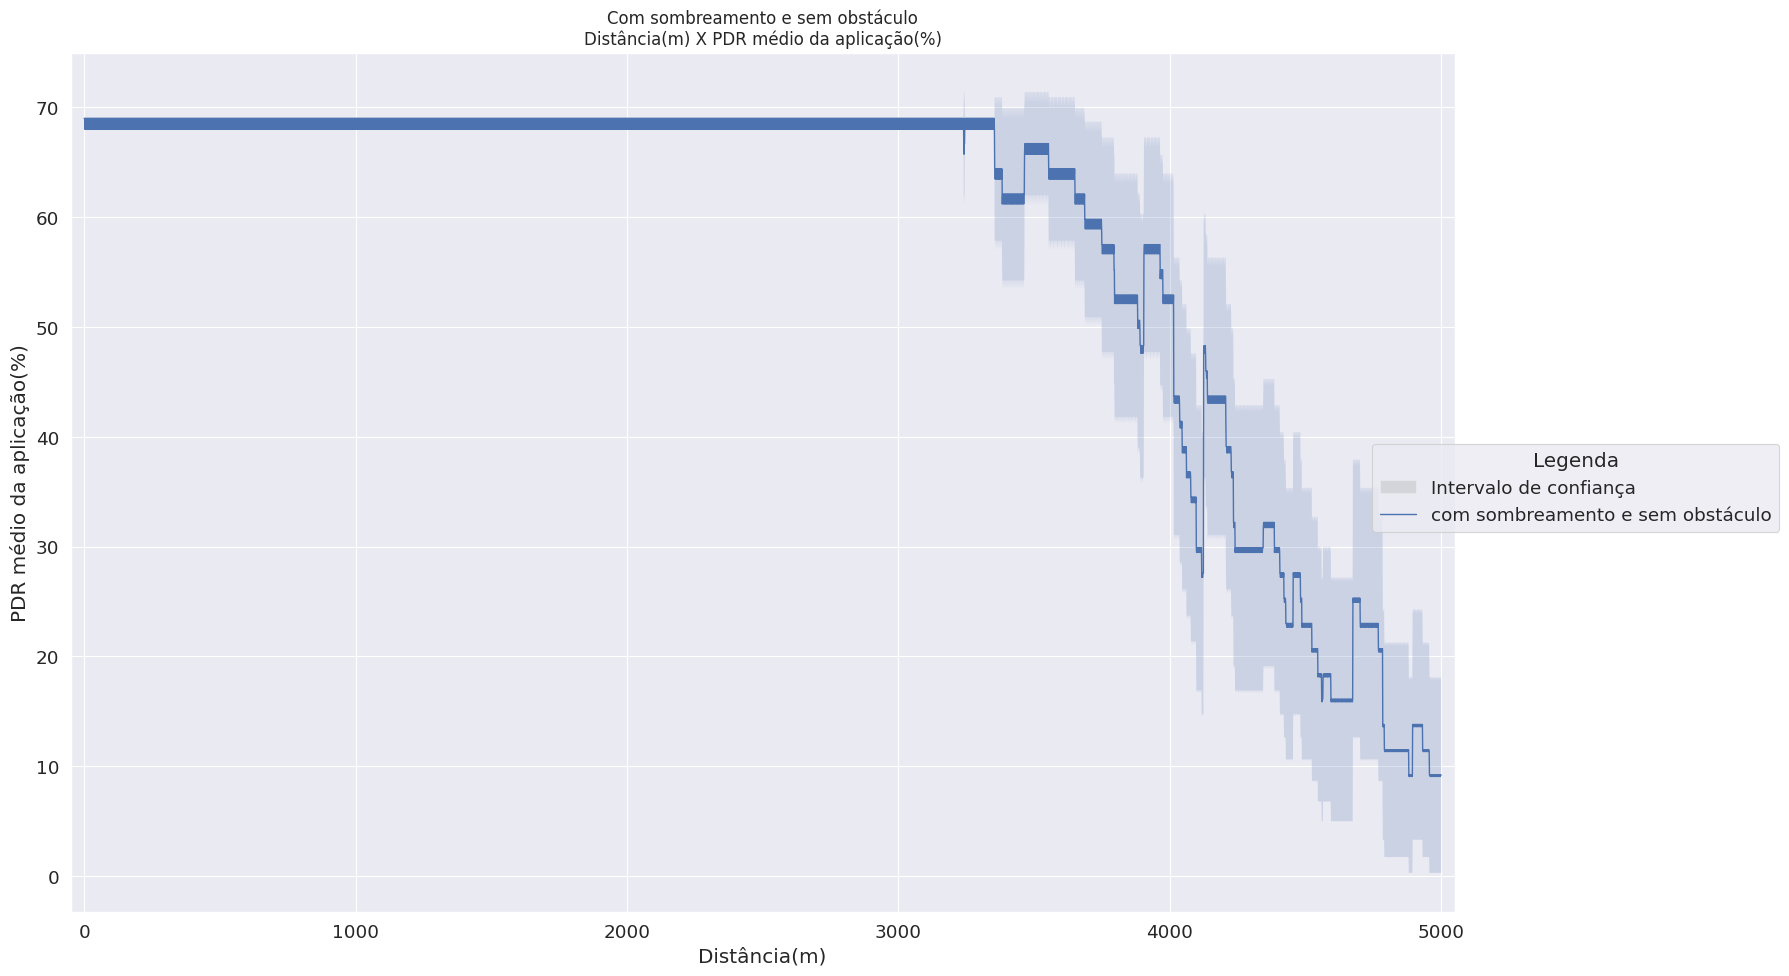 Com sombreamento e sem obstáculo
Distância(m) X PDR médio da aplicação(%)
PDR médio da aplicação(%)
70
60
50
40
30
20
10
0
Legenda
Intervalo de confiança
com sombreamento e sem obstáculo
0 1000 2000 3000 4000 5000
Distância(m)